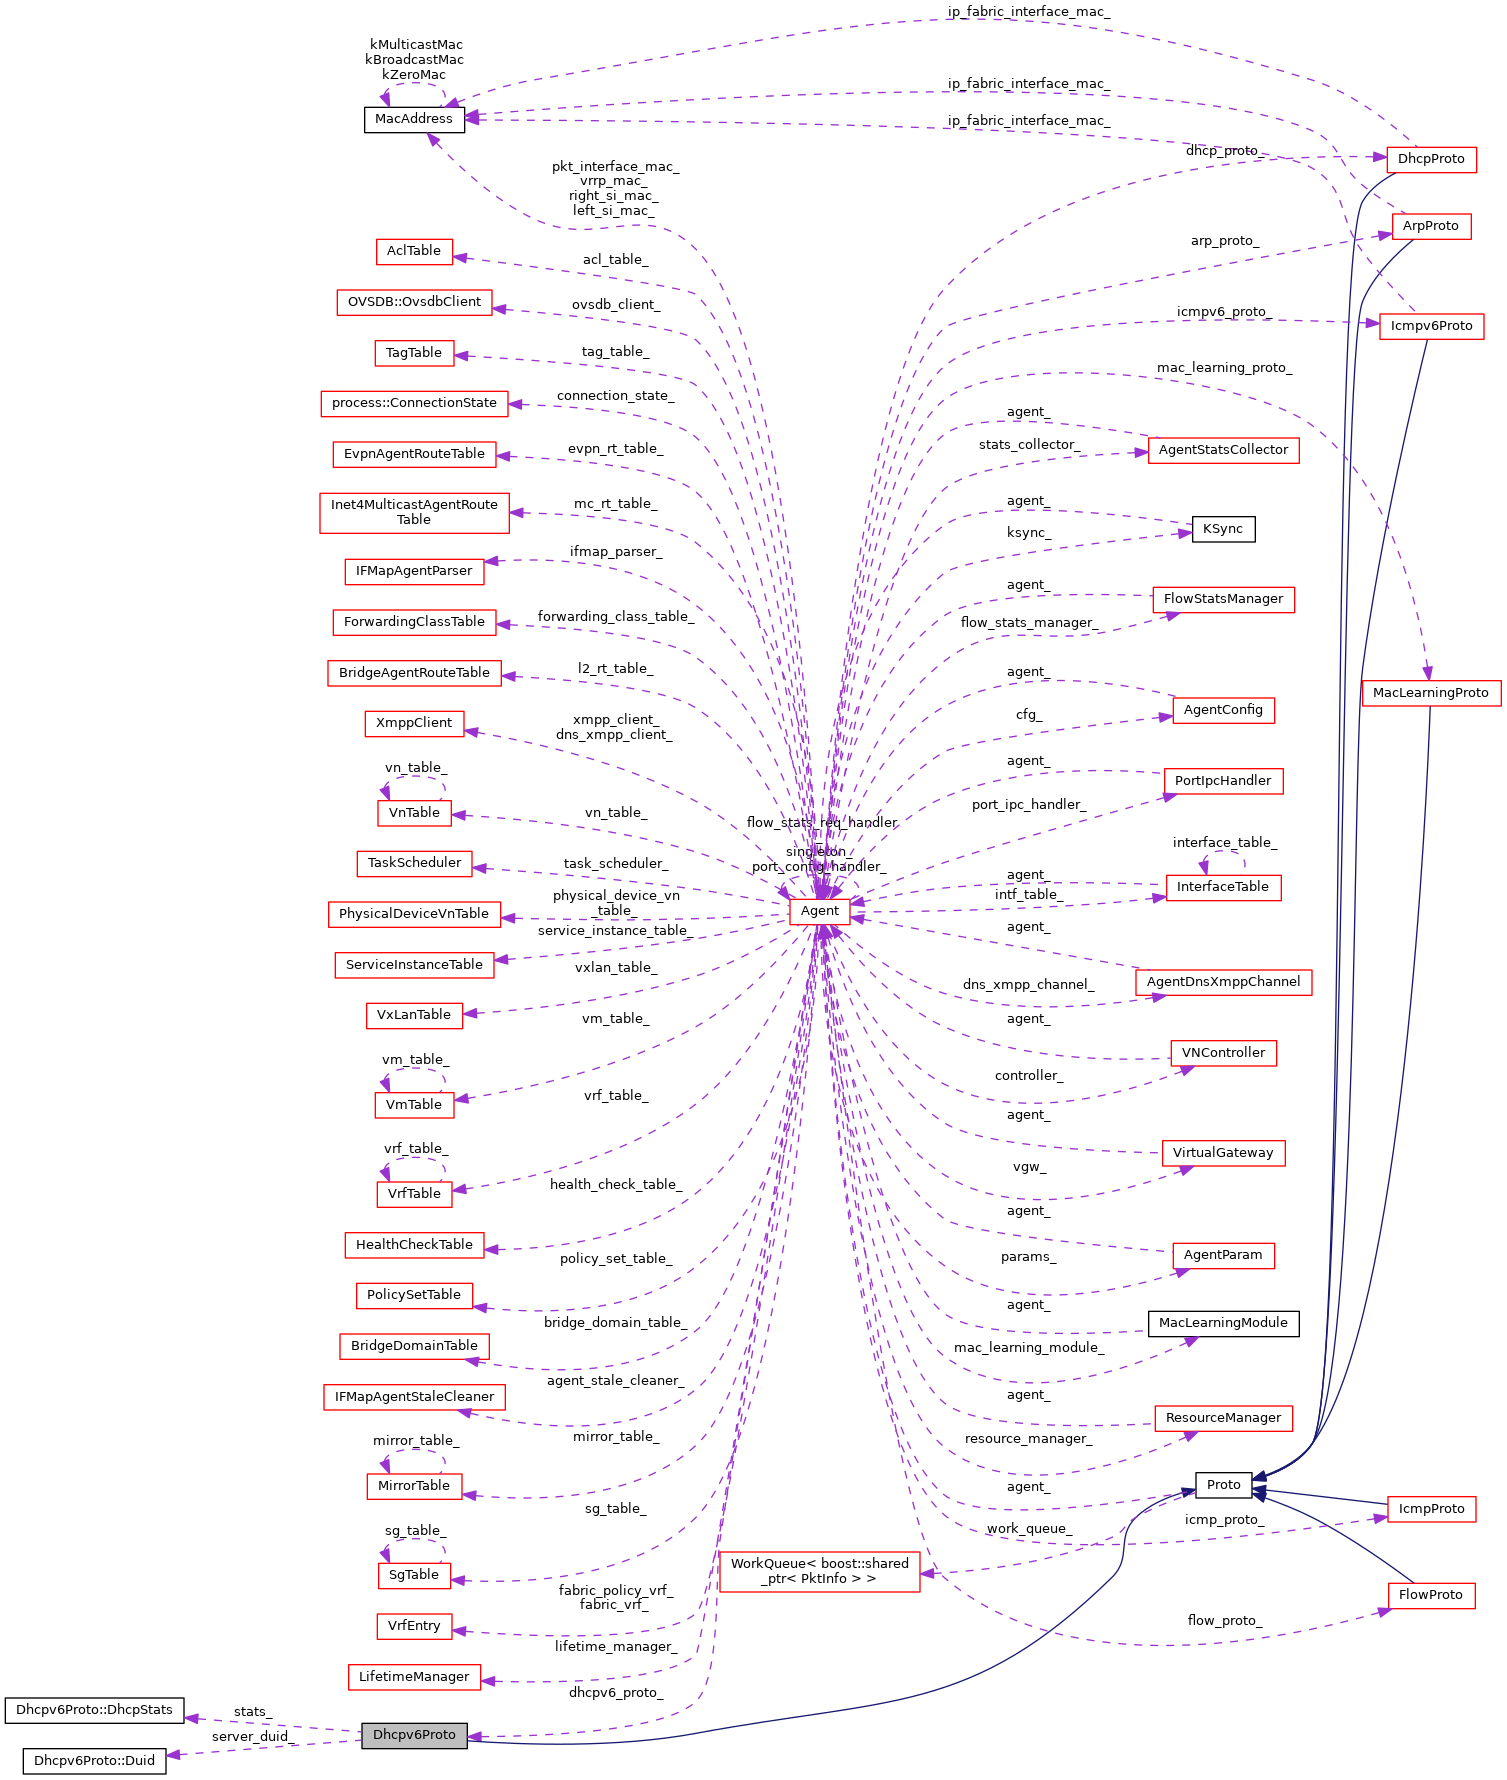 ip_fabric_interface_mac_
kMulticastMac
kBroadcastMac
kZeroMac
ip_fabric_interface_mac_
MacAddress
ip_fabric_interface_mac_
dhcp_proto_
DhcpProto
pkt_interface_mac_
vrrp_mac_
right_si_mac_
left_si_mac_
ArpProto
arp_proto_
AclTable
acl_table_
OVSDB::OvsdbClient
ovsdb_client_
icmpv6_proto_
Icmpv6Proto
TagTable
tag_table_
mac_learning_proto_
process::ConnectionState
connection_state_
agent_
stats_collector_
AgentStatsCollector
EvpnAgentRouteTable
evpn_rt_table_
Inet4MulticastAgentRoute
Table
mc_rt_table_
agent_
KSync
ksync_
IFMapAgentParser
ifmap_parser_
agent_
FlowStatsManager
ForwardingClassTable
forwarding_class_table_
flow_stats_manager_
BridgeAgentRouteTable
l2_rt_table_
agent_
MacLearningProto
XmppClient
xmpp_client_
dns_xmpp_client_
cfg_
AgentConfig
vn_table_
agent_
PortIpcHandler
VnTable
vn_table_
port_ipc_handler_
flow_stats_req_handler
_
singleton_
port_config_handler_
interface_table_
TaskScheduler
task_scheduler_
agent_
InterfaceTable
intf_table_
PhysicalDeviceVnTable
physical_device_vn
_table_
Agent
service_instance_table_
agent_
ServiceInstanceTable
vxlan_table_
dns_xmpp_channel_
AgentDnsXmppChannel
VxLanTable
vm_table_
agent_
VNController
vm_table_
controller_
VmTable
vrf_table_
agent_
vrf_table_
VirtualGateway
vgw_
VrfTable
health_check_table_
agent_
HealthCheckTable
policy_set_table_
params_
AgentParam
PolicySetTable
bridge_domain_table_
agent_
MacLearningModule
BridgeDomainTable
mac_learning_module_
IFMapAgentStaleCleaner
agent_stale_cleaner_
agent_
ResourceManager
mirror_table_
mirror_table_
resource_manager_
MirrorTable
agent_
Proto
sg_table_
IcmpProto
icmp_proto_
sg_table_
work_queue_
SgTable
WorkQueue< boost::shared
_ptr< PktInfo > >
fabric_policy_vrf_
fabric_vrf_
FlowProto
VrfEntry
flow_proto_
lifetime_manager_
LifetimeManager
dhcpv6_proto_
Dhcpv6Proto::DhcpStats
stats_
Dhcpv6Proto
server_duid_
Dhcpv6Proto::Duid